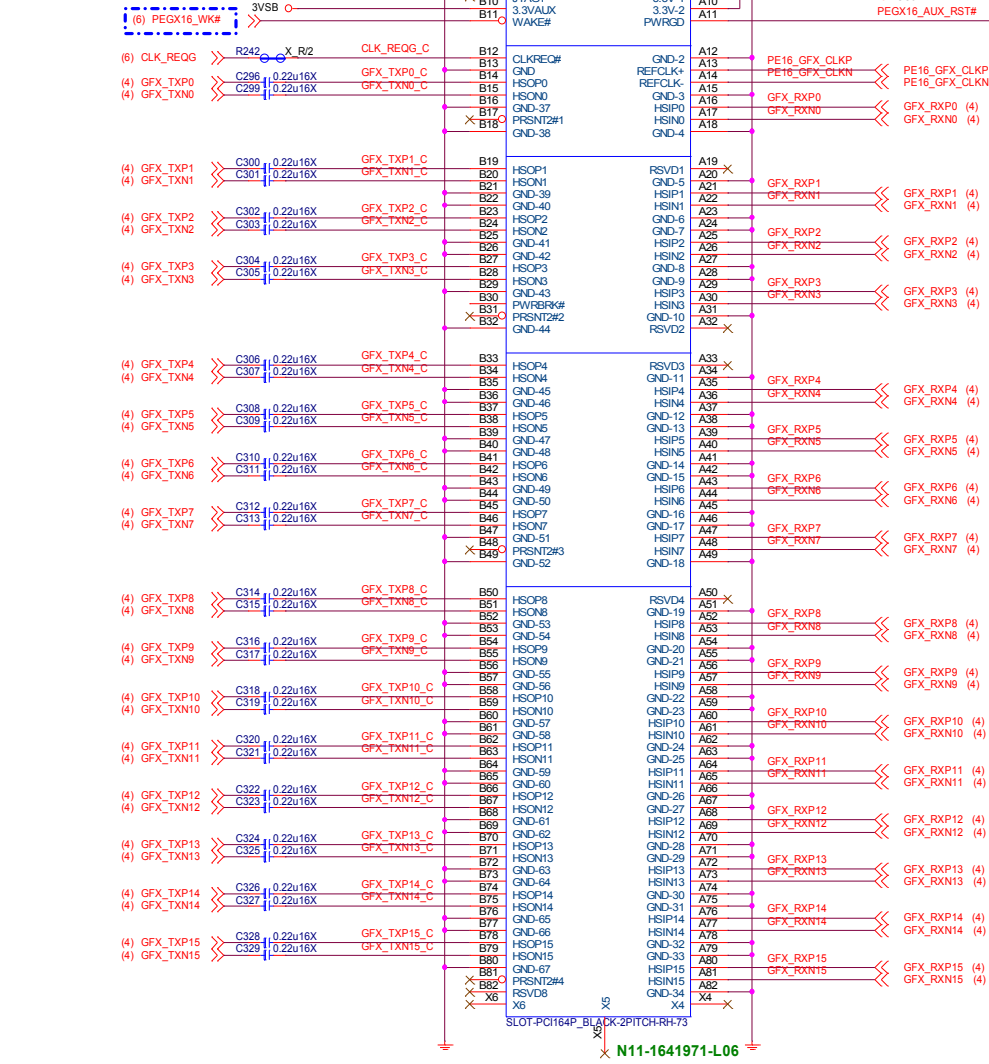 3VSB B10 3.3VAUX 3.3V-2 A10
(6) PEGX16_WK# B11 WAKE# PWRGD A11 PEGX16_AUX_RST#
(6) CLK_REQG R242 X_R/2 CLK_REQG_C B12 CLKREQ# GND-2 A12
B13 GND REFCLK+ A13 PE16_GFX_CLKP PE16_GFX_CLKP
(4) GFX_TXP0 C296 0.22u16X GFX_TXP0_C B14 HSOP0 REFCLK- A14 PE16_GFX_CLKN PE16_GFX_CLKN
(4) GFX_TXN0 C299 0.22u16X GFX_TXN0_C B15 HSON0 GND-3 A15
B16 GND-37 HSIP0 A16 GFX_RXP0 GFX_RXP0 (4)
B17 PRSNT2#1 HSIN0 A17 GFX_RXN0 GFX_RXN0 (4)
B18 GND-38 GND-4 A18
(4) GFX_TXP1 C300 0.22u16X GFX_TXP1_C B19 HSOP1 RSVD1 A19
(4) GFX_TXN1 C301 0.22u16X GFX_TXN1_C B20 HSON1 GND-5 A20
B21 GND-39 HSIP1 A21 GFX_RXP1 GFX_RXP1 (4)
B22 GND-40 HSIN1 A22 GFX_RXN1 GFX_RXN1 (4)
(4) GFX_TXP2 C302 0.22u16X GFX_TXP2_C B23 HSOP2 GND-6 A23
(4) GFX_TXN2 C303 0.22u16X GFX_TXN2_C B24 HSON2 GND-7 A24
B25 GND-41 HSIP2 A25 GFX_RXP2 GFX_RXP2 (4)
B26 GND-42 HSIN2 A26 GFX_RXN2 GFX_RXN2 (4)
(4) GFX_TXP3 C304 0.22u16X GFX_TXP3_C B27 HSOP3 GND-8 A27
(4) GFX_TXN3 C305 0.22u16X GFX_TXN3_C B28 HSON3 GND-9 A28
B29 GND-43 HSIP3 A29 GFX_RXP3 GFX_RXP3 (4)
B30 PWRBRK# HSIN3 A30 GFX_RXN3 GFX_RXN3 (4)
B31 PRSNT2#2 GND-10 A31
B32 GND-44 RSVD2 A32
(4) GFX_TXP4 C306 0.22u16X GFX_TXP4_C B33 HSOP4 RSVD3 A33
(4) GFX_TXN4 C307 0.22u16X GFX_TXN4_C B34 HSON4 GND-11 A34
B35 GND-45 HSIP4 A35 GFX_RXP4 GFX_RXP4 (4)
B36 GND-46 HSIN4 A36 GFX_RXN4 GFX_RXN4 (4)
(4) GFX_TXP5 C308 0.22u16X GFX_TXP5_C B37 HSOP5 GND-12 A37
(4) GFX_TXN5 C309 0.22u16X GFX_TXN5_C B38 HSON5 GND-13 A38
B39 GND-47 HSIP5 A39 GFX_RXP5 GFX_RXP5 (4)
B40 GND-48 HSIN5 A40 GFX_RXN5 GFX_RXN5 (4)
(4) GFX_TXP6 C310 0.22u16X GFX_TXP6_C B41 HSOP6 GND-14 A41
(4) GFX_TXN6 C311 0.22u16X GFX_TXN6_C B42 HSON6 GND-15 A42
B43 GND-49 HSIP6 A43 GFX_RXP6 GFX_RXP6 (4)
B44 GND-50 HSIN6 A44 GFX_RXN6 GFX_RXN6 (4)
(4) GFX_TXP7 C312 0.22u16X GFX_TXP7_C B45 HSOP7 GND-16 A45
(4) GFX_TXN7 C313 0.22u16X GFX_TXN7_C B46 HSON7 GND-17 A46
B47 GND-51 HSIP7 A47 GFX_RXP7 GFX_RXP7 (4)
B48 PRSNT2#3 HSIN7 A48 GFX_RXN7 GFX_RXN7 (4)
B49 GND-52 GND-18 A49
(4) GFX_TXP8 C314 0.22u16X GFX_TXP8_C B50 HSOP8 RSVD4 A50
(4) GFX_TXN8 C315 0.22u16X GFX_TXN8_C B51 HSON8 GND-19 A51
B52 GND-53 HSIP8 A52 GFX_RXP8 GFX_RXP8 (4)
B53 GND-54 HSIN8 A53 GFX_RXN8 GFX_RXN8 (4)
(4) GFX_TXP9 C316 0.22u16X GFX_TXP9_C B54 HSOP9 GND-20 A54
(4) GFX_TXN9 C317 0.22u16X GFX_TXN9_C B55 HSON9 GND-21 A55
B56 GND-55 HSIP9 A56 GFX_RXP9 GFX_RXP9 (4)
B57 GND-56 HSIN9 A57 GFX_RXN9 GFX_RXN9 (4)
(4) GFX_TXP10 C318 0.22u16X GFX_TXP10_C B58 HSOP10 GND-22 A58
(4) GFX_TXN10 C319 0.22u16X GFX_TXN10_C B59 HSON10 GND-23 A59
B60 GND-57 HSIP10 A60 GFX_RXP10 GFX_RXP10 (4)
B61 GND-58 HSIN10 A61 GFX_RXN10 GFX_RXN10 (4)
(4) GFX_TXP11 C320 0.22u16X GFX_TXP11_C B62 HSOP11 GND-24 A62
(4) GFX_TXN11 C321 0.22u16X GFX_TXN11_C B63 HSON11 GND-25 A63
B64 GND-59 HSIP11 A64 GFX_RXP11 GFX_RXP11 (4)
B65 GND-60 HSIN11 A65 GFX_RXN11 GFX_RXN11 (4)
(4) GFX_TXP12 C322 0.22u16X GFX_TXP12_C B66 HSOP12 GND-26 A66
(4) GFX_TXN12 C323 0.22u16X GFX_TXN12_C B67 HSON12 GND-27 A67
B68 GND-61 HSIP12 A68 GFX_RXP12 GFX_RXP12 (4)
B69 GND-62 HSIN12 A69 GFX_RXN12 GFX_RXN12 (4)
(4) GFX_TXP13 C324 0.22u16X GFX_TXP13_C B70 HSOP13 GND-28 A70
(4) GFX_TXN13 C325 0.22u16X GFX_TXN13_C B71 HSON13 GND-29 A71
B72 GND-63 HSIP13 A72 GFX_RXP13 GFX_RXP13 (4)
B73 GND-64 HSIN13 A73 GFX_RXN13 GFX_RXN13 (4)
(4) GFX_TXP14 C326 0.22u16X GFX_TXP14_C B74 HSOP14 GND-30 A74
(4) GFX_TXN14 C327 0.22u16X GFX_TXN14_C B75 HSON14 GND-31 A75
B76 GND-65 HSIP14 A76 GFX_RXP14 GFX_RXP14 (4)
B77 GND-66 HSIN14 A77 GFX_RXN14 GFX_RXN14 (4)
(4) GFX_TXP15 C328 0.22u16X GFX_TXP15_C B78 HSOP15 GND-32 A78
(4) GFX_TXN15 C329 0.22u16X GFX_TXN15_C B79 HSON15 GND-33 A79
B80 GND-67 HSIP15 A80 GFX_RXP15 GFX_RXP15 (4)
B81 PRSNT2#4 HSIN15 A81 GFX_RXN15 GFX_RXN15 (4)
B82 RSVD8 GND-34 A82
X6 X6 X5 X4 X4
SLOT-PCI164P_BLACK-2PITCH-RH-73
X5
N11-1641971-L06